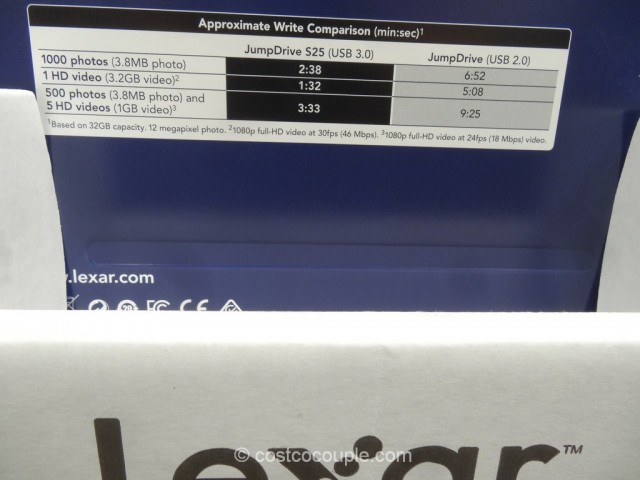 Approximate Write Comparison (min:sec)¹
JumpDrive S25 (USB 3.0) JumpDrive (USB 2.0)
1000 photos (3.8MB photo) 2:38 6:52
1 HD video (3.2GB video)² 1:32 5:08
500 photos (3.8MB photo) and
5 HD videos (1GB video)³ 3:33 9:25
¹Based on 32GB capacity. 12 megapixel photo. ²1080p full-HD video at 30fps (46 Mbps). ³1080p full-HD video at 24fps (18 Mbps) video.
.lexar.com
FC CE
Lexar™
© costcocouple.com